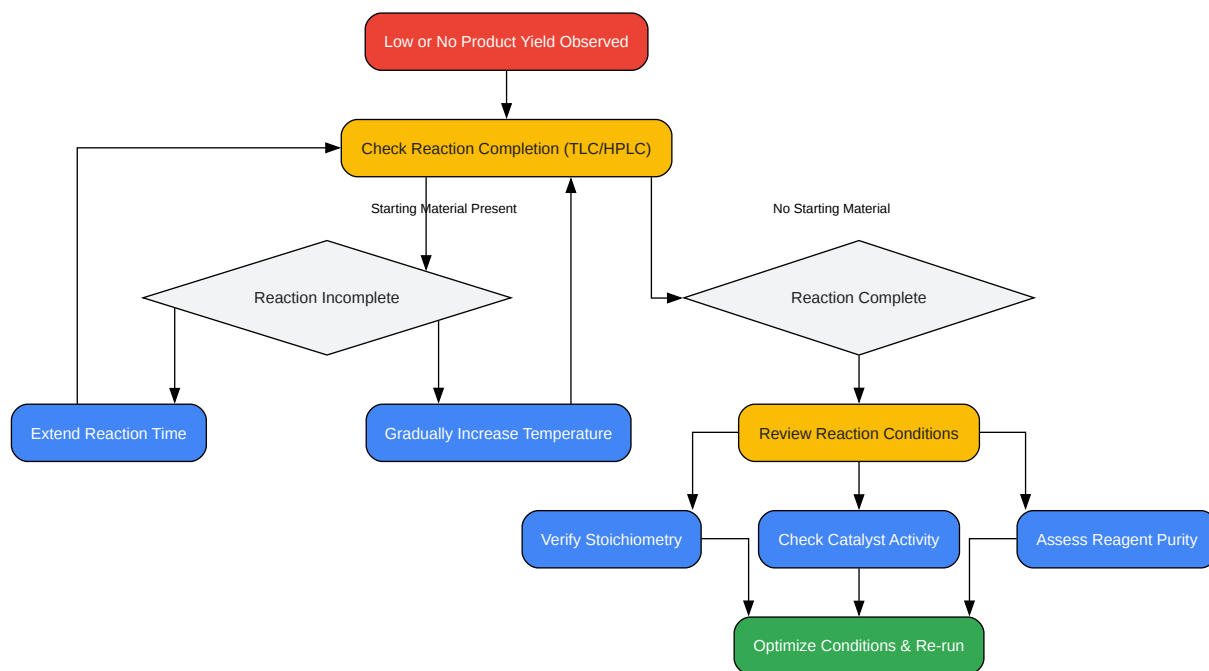 Low or No Product Yield Observed
Check Reaction Completion (TLC/HPLC)
Starting Material Present
No Starting Material
Reaction Incomplete
Reaction Complete
Extend Reaction Time
Gradually Increase Temperature
Review Reaction Conditions
Verify Stoichiometry
Check Catalyst Activity
Assess Reagent Purity
Optimize Conditions & Re-run